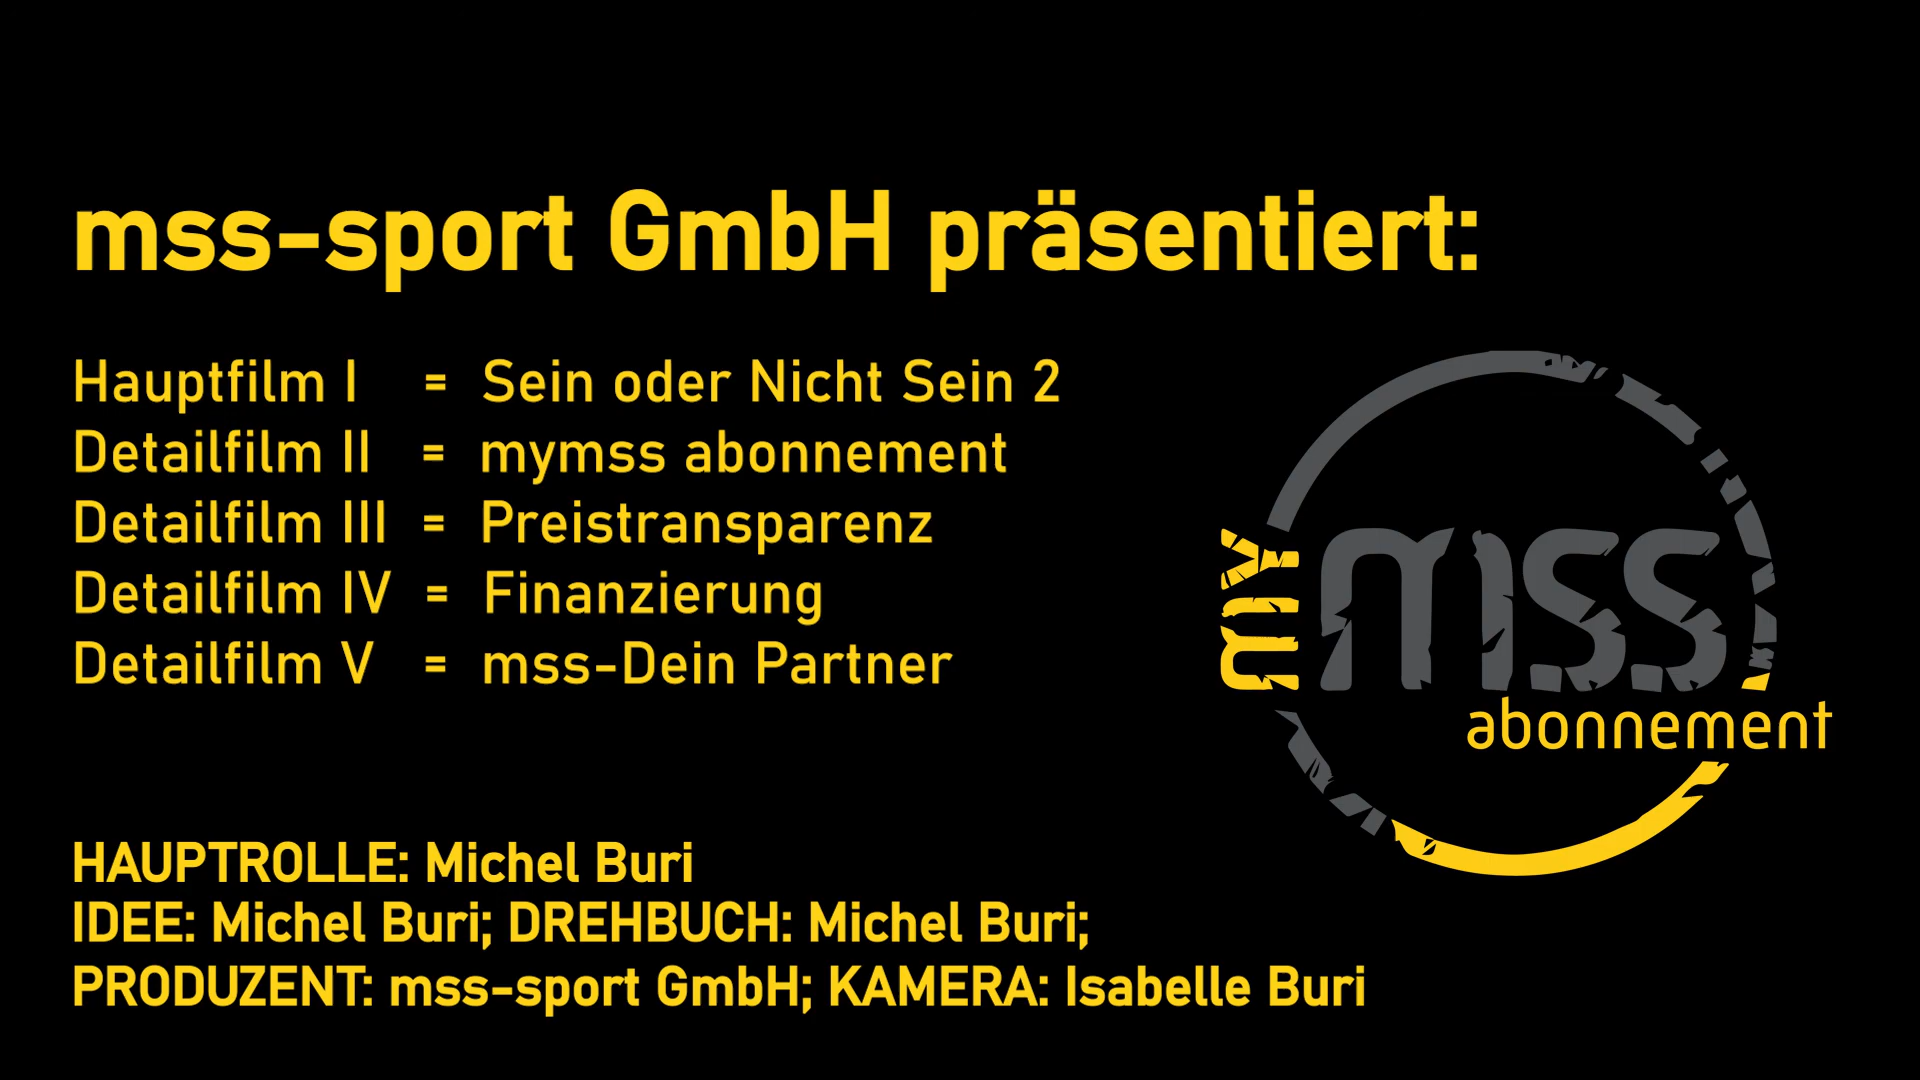 mss-sport GmbH präsentiert:
Hauptfilm I = Sein oder Nicht Sein 2
Detailfilm II = mymss abonnement
Detailfilm III = Preistransparenz
Detailfilm IV = Finanzierung
Detailfilm V = mss-Dein Partner
my mss
abonnement
HAUPTROLLE: Michel Buri
IDEE: Michel Buri; DREHBUCH: Michel Buri;
PRODUZENT: mss-sport GmbH; KAMERA: Isabelle Buri